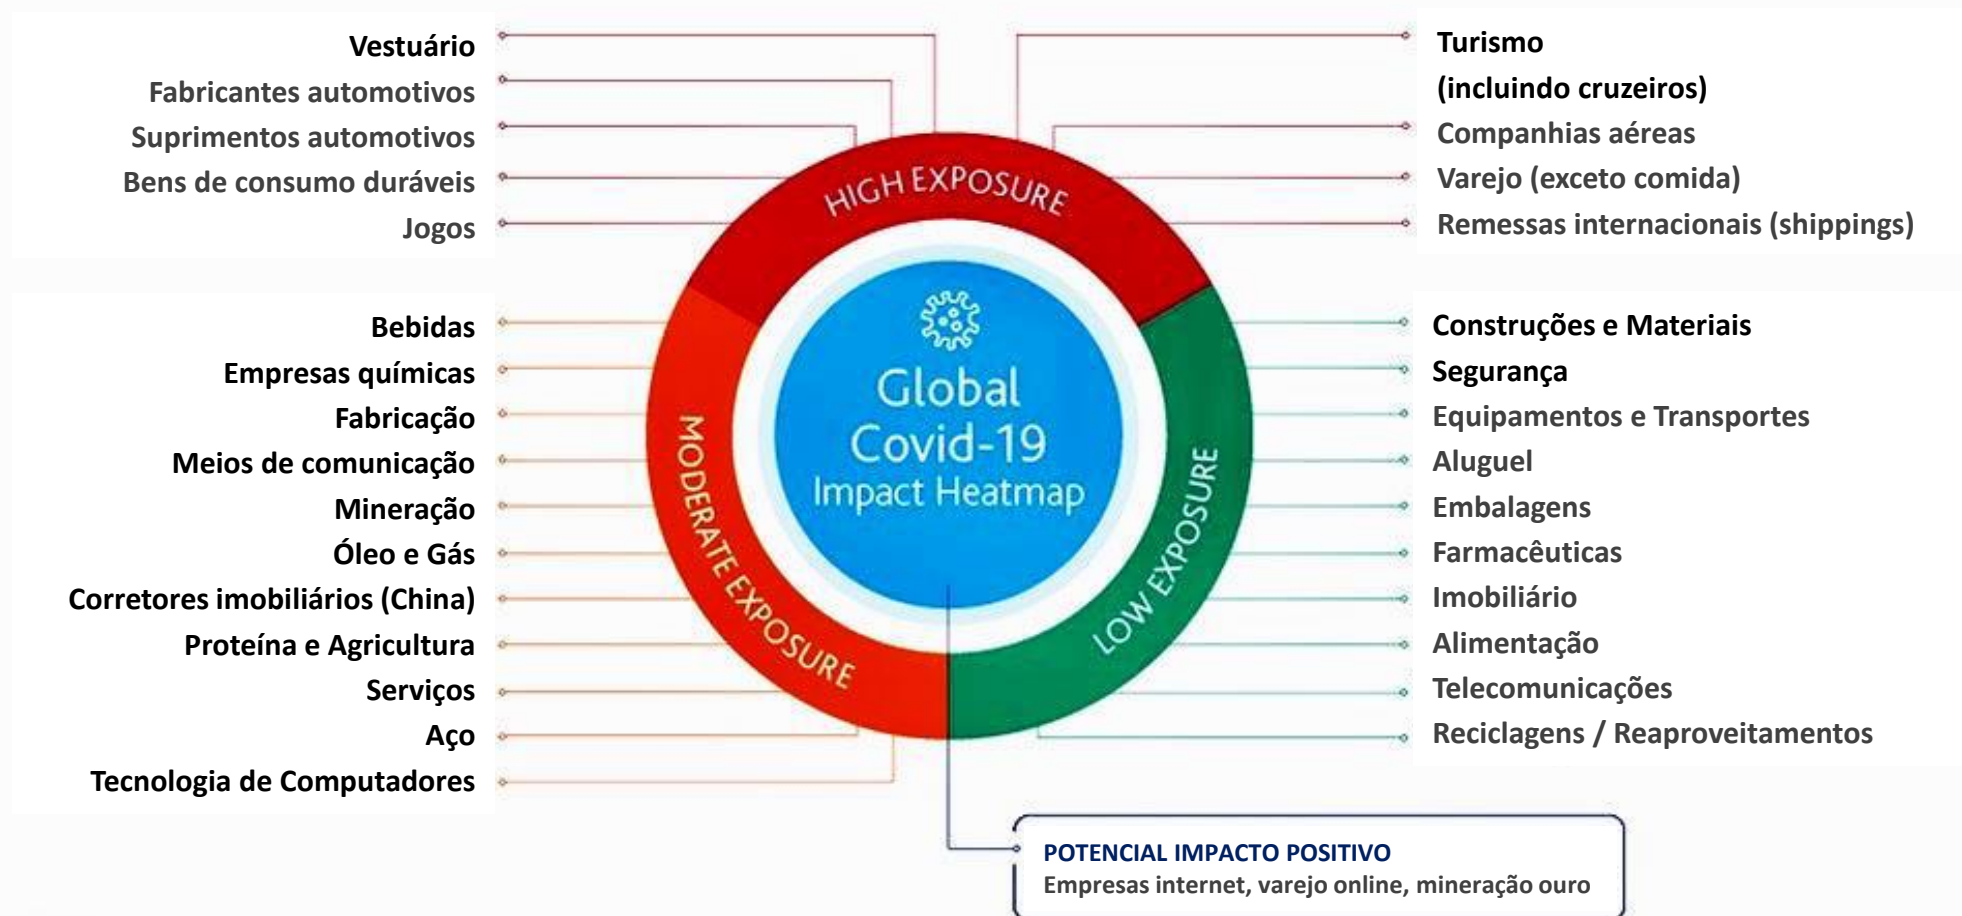 Vestuário
Fabricantes automotivos
Suprimentos automotivos
Bens de consumo duráveis
Jogos
Turismo
(incluindo cruzeiros)
Companhias aéreas
Varejo (exceto comida)
Remessas internacionais (shippings)
HIGH EXPOSURE
Global
Covid-19
Impact Heatmap
MODERATE EXPOSURE
LOW EXPOSURE
Bebidas
Empresas químicas
Fabricação
Meios de comunicação
Mineração
Óleo e Gás
Corretores imobiliários (China)
Proteína e Agricultura
Serviços
Aço
Tecnologia de Computadores
Construções e Materiais
Segurança
Equipamentos e Transportes
Aluguel
Embalagens
Farmacêuticas
Imobiliário
Alimentação
Telecomunicações
Reciclagens / Reaproveitamentos
POTENCIAL IMPACTO POSITIVO
Empresas internet, varejo online, mineração ouro